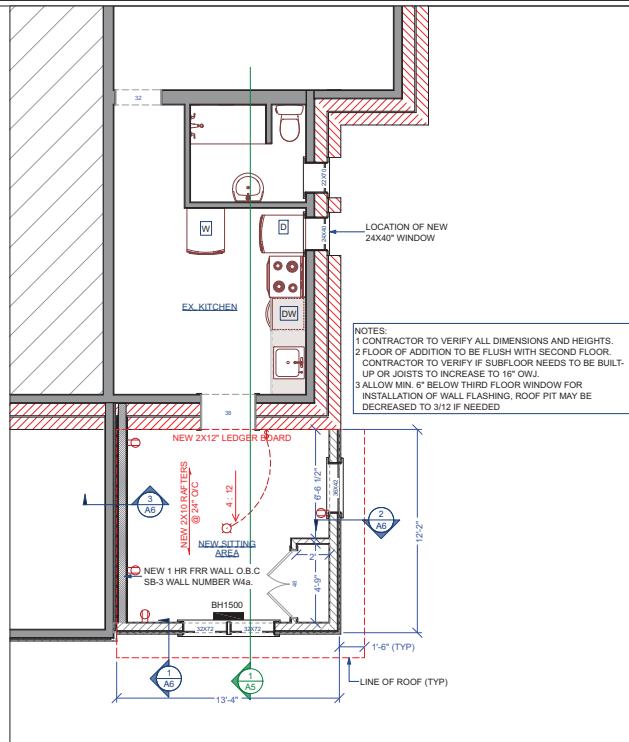 32
22X70
24X40
LOCATION OF NEW
24X40" WINDOW
W
D
EX. KITCHEN
DW
NOTES:
1 CONTRACTOR TO VERIFY ALL DIMENSIONS AND HEIGHTS.
2 FLOOR OF ADDITION TO BE FLUSH WITH SECOND FLOOR.
CONTRACTOR TO VERIFY IF SUBFLOOR NEEDS TO BE BUILT-
UP OR JOISTS TO INCREASE TO 16" OWJ.
3 ALLOW MIN. 6" BELOW THIRD FLOOR WINDOW FOR
INSTALLATION OF WALL FLASHING, ROOF PIT MAY BE
DECREASED TO 3/12 IF NEEDED
38
NEW 2X12" LEDGER BOARD
NEW 2X10 RAFTERS
@ 24" O/C
4 : 12
6'-6 1/2"
36X42
12'-2"
3
A6
2
A6
NEW SITTING
AREA
2'
NEW 1 HR FRR WALL O.B.C
SB-3 WALL NUMBER W4a.
48
4'-9"
BH1500
32X72
32X72
1'-6" (TYP)
LINE OF ROOF (TYP)
1
A6
1
A5
13'-4"